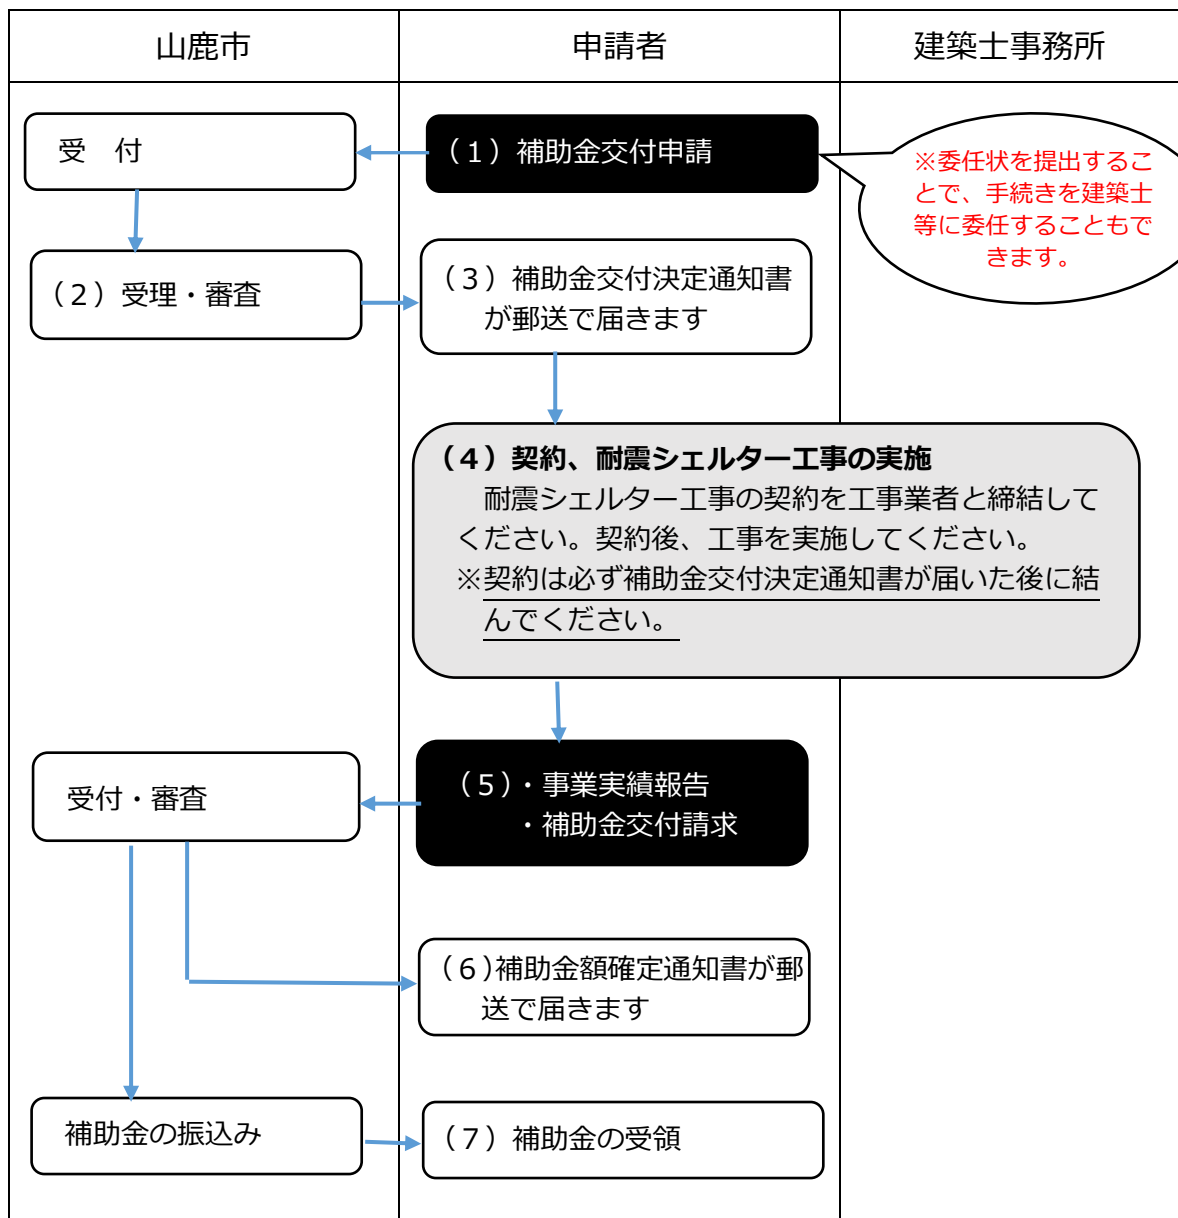 山鹿市
申請者
建築士事務所
受　付
（１）補助金交付申請
※委任状を提出するこ
とで、手続きを建築士
等に委任することもで
きます。
（２）受理・審査
（３）補助金交付決定通知書
が郵送で届きます
（４）契約、耐震シェルター工事の実施
耐震シェルター工事の契約を工事業者と締結して
ください。契約後、工事を実施してください。
※契約は必ず補助金交付決定通知書が届いた後に結
んでください。
受付・審査
（５）・事業実績報告
・補助金交付請求
（６）補助金額確定通知書が郵
送で届きます
補助金の振込み
（７）補助金の受領